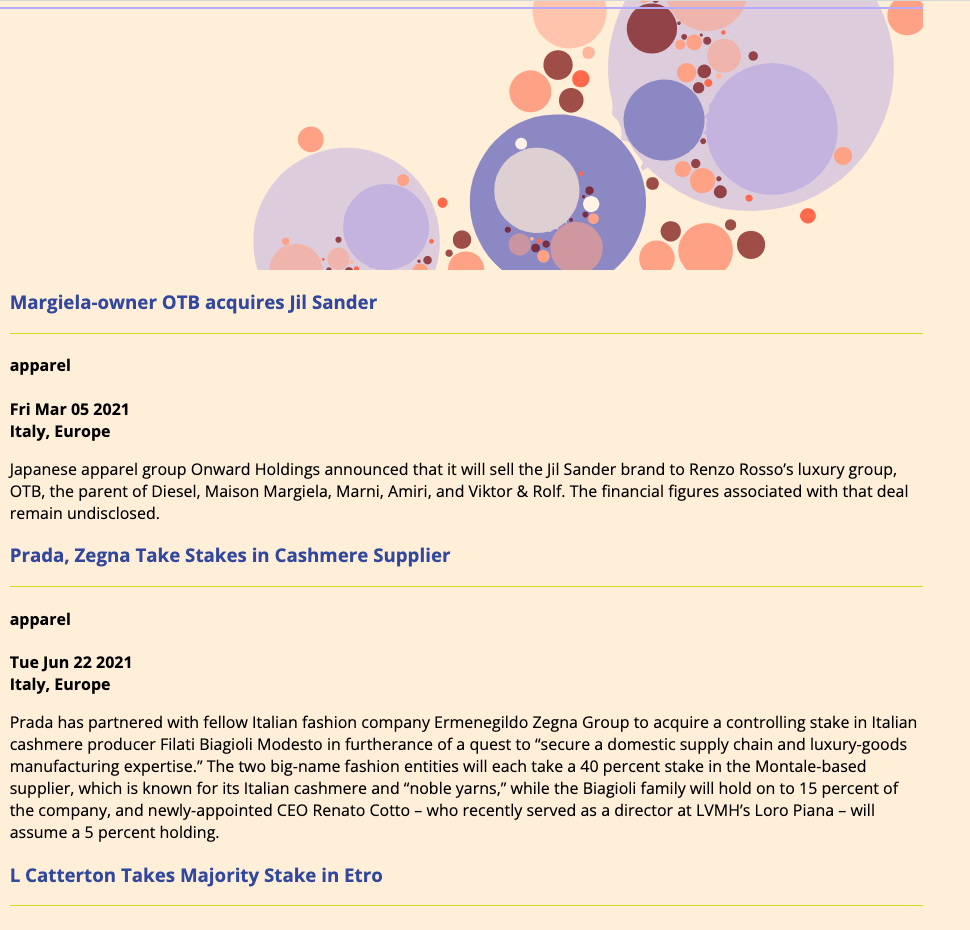 Margiela-owner OTB acquires Jil Sander
apparel
Fri Mar 05 2021
Italy, Europe
Japanese apparel group Onward Holdings announced that it will sell the Jil Sander brand to Renzo Rosso’s luxury group,
OTB, the parent of Diesel, Maison Margiela, Marni, Amiri, and Viktor & Rolf. The financial figures associated with that deal
remain undisclosed.
Prada, Zegna Take Stakes in Cashmere Supplier
apparel
Tue Jun 22 2021
Italy, Europe
Prada has partnered with fellow Italian fashion company Ermenegildo Zegna Group to acquire a controlling stake in Italian
cashmere producer Filati Biagioli Modesto in furtherance of a quest to “secure a domestic supply chain and luxury-goods
manufacturing expertise.” The two big-name fashion entities will each take a 40 percent stake in the Montale-based
supplier, which is known for its Italian cashmere and “noble yarns,” while the Biagioli family will hold on to 15 percent of
the company, and newly-appointed CEO Renato Cotto – who recently served as a director at LVMH’s Loro Piana – will
assume a 5 percent holding.
L Catterton Takes Majority Stake in Etro